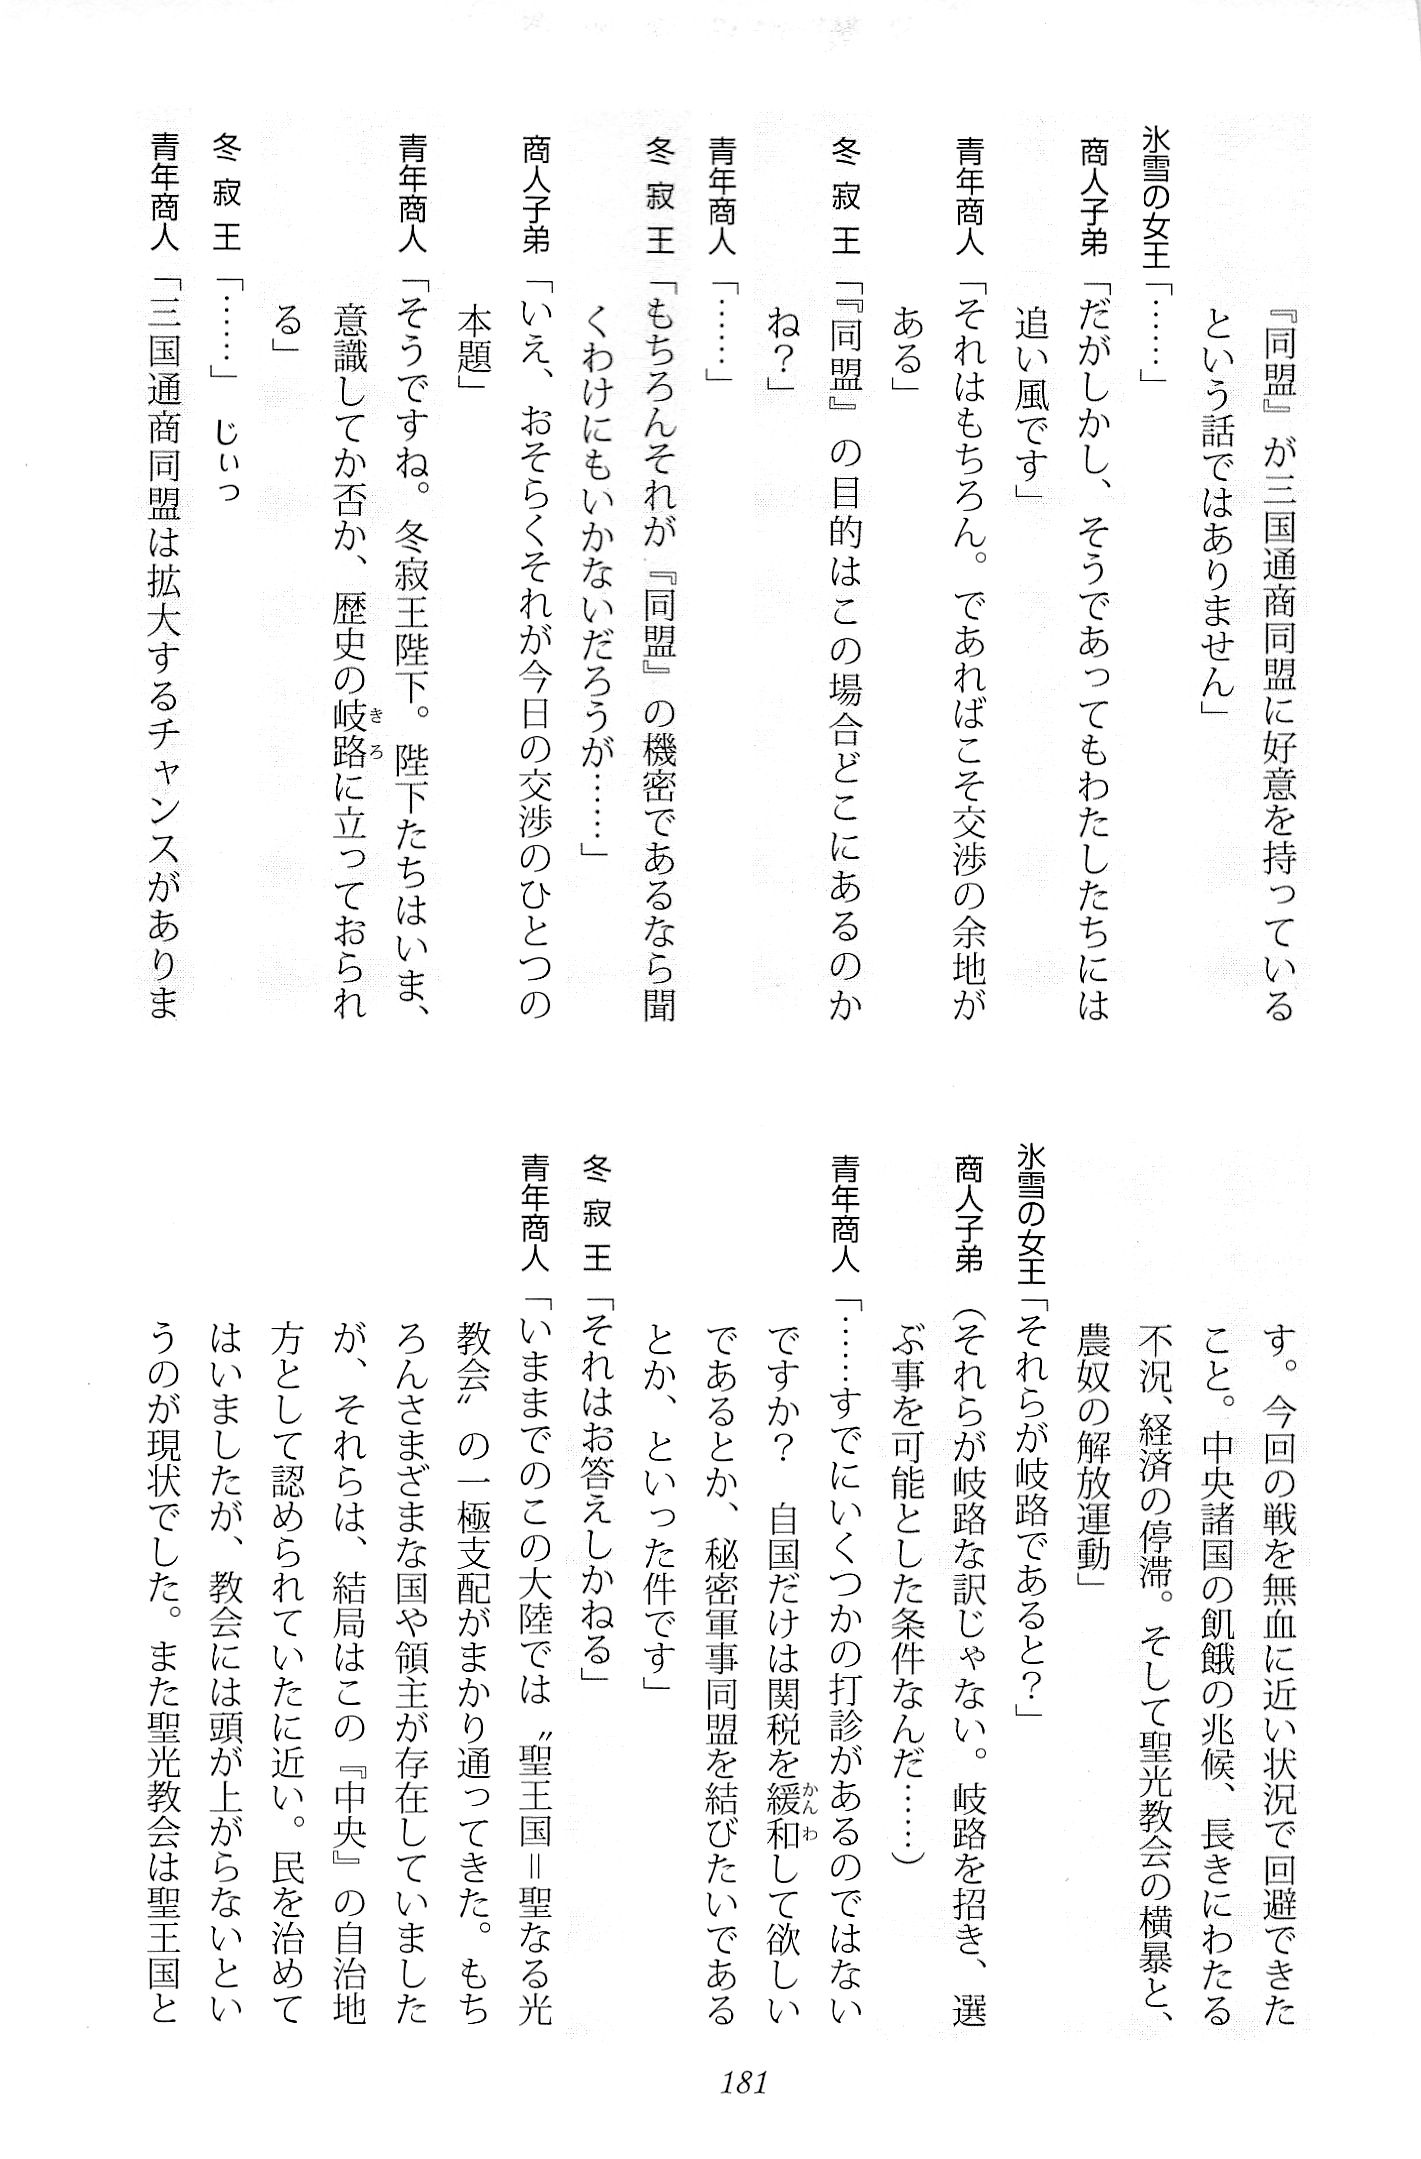 『同盟』が三国通商同盟に好意を持っている
という話ではありません」
氷雪の女王「……」
商人子弟「だがしかし、そうであってもわたしたちには
追い風です」
青年商人「それはもちろん。であればこそ交渉の余地が
ある」
冬寂王「『同盟』の目的はこの場合どこにあるのか
ね？」
青年商人「……」
冬寂王「もちろんそれが『同盟』の機密であるなら聞
くわけにもいかないだろうが……」
商人子弟「いえ、おそらくそれが今日の交渉のひとつの
本題」
青年商人「そうですね。冬寂王陛下。陛下たちはいま、
意識してか否か、歴史の岐路きろに立っておられ
る」
冬寂王「……」じぃっ
青年商人「三国通商同盟は拡大するチャンスがありま
す。今回の戦を無血に近い状況で回避できた
こと。中央諸国の飢餓の兆候、長きにわたる
不況、経済の停滞。そして聖光教会の横暴と、
農奴の解放運動」
氷雪の女王「それらが岐路であると？」
商人子弟（それらが岐路な訳じゃない。岐路を招き、選
ぶ事を可能とした条件なんだ……）
青年商人「……すでにいくつかの打診があるのではない
ですか？　自国だけは関税を緩和かんわして欲しい
であるとか、秘密軍事同盟を結びたいである
とか、といった件です」
冬寂王「それはお答えしかねる」
青年商人「いままでのこの大陸では〝聖王国＝聖なる光
教会〟の一極支配がまかり通ってきた。もち
ろんさまざまな国や領主が存在していました
が、それらは、結局はこの『中央』の自治地
方として認められていたに近い。民を治めて
はいましたが、教会には頭が上がらないとい
うのが現状でした。また聖光教会は聖王国と
181